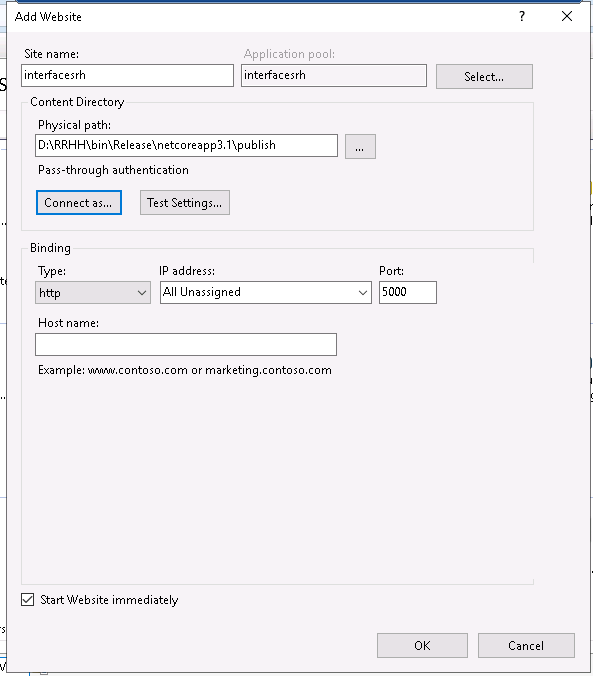 Add Website
?
Site name:
Application pool:
interfacesrh
interfacesrh
Select...
Content Directory
Physical path:
D:\RRHH\bin\Release\netcoreapp3.1\publish
...
Pass-through authentication
Connect as...
Test Settings...
Binding
Type:
IP address:
Port:
http
All Unassigned
5000
Host name:
Example: www.contoso.com or marketing.contoso.com
Start Website immediately
OK
Cancel